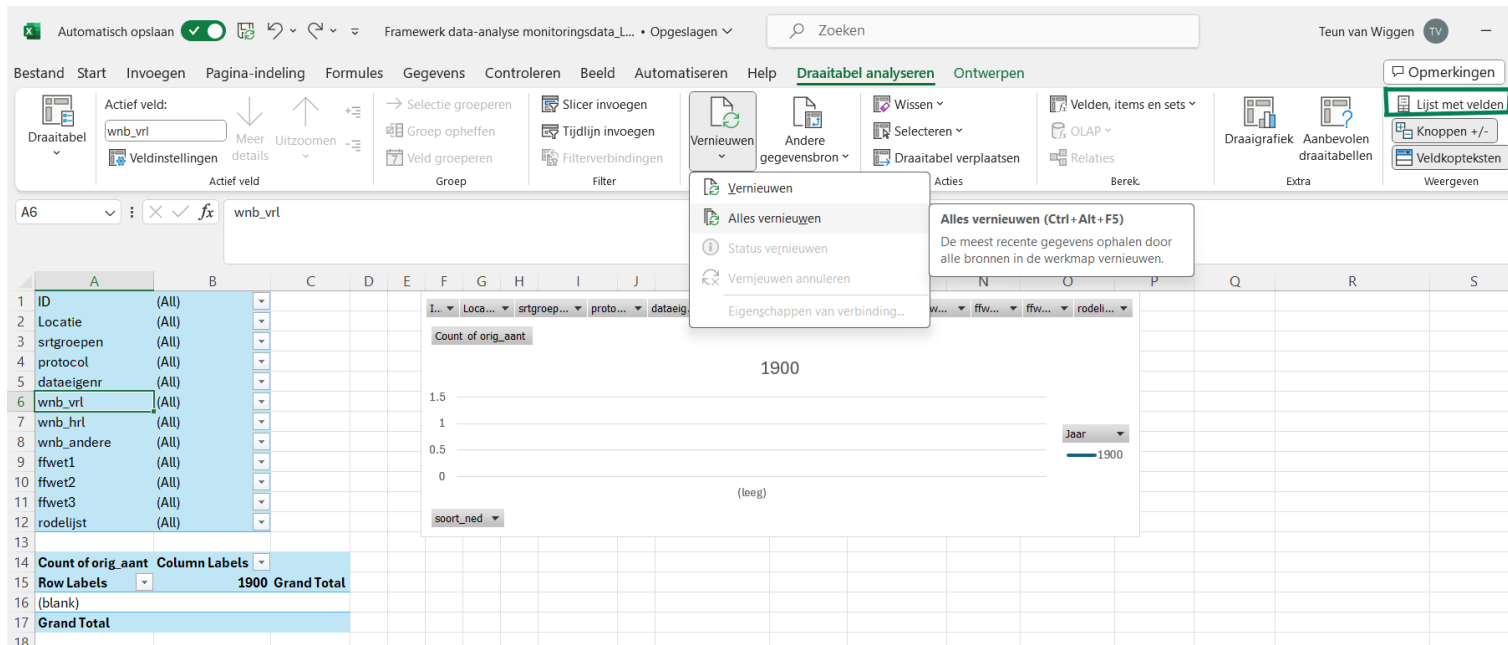 Automatisch opslaan Framewerk data-analyse monitoringsdata_L... • Opgeslagen Zoeken Teun van Wiggen TV
Bestand Start Invoegen Pagina-indeling Formules Gegevens Controleren Beeld Automatiseren Help Draaitabel analyseren Ontwerpen Opmerkingen
Draaitabel
Actief veld:
wnb_vrl
Veldinstellingen
Meer details
Uitzoomen
Actief veld
Selectie groeperen
Groep opheffen
Veld groeperen
Groep
Slicer invoegen
Tijdlijn invoegen
Filterverbindingen
Filter
Vernieuwen
Andere
gegevensbron
Wissen
Selecteren
Draaitabel verplaatsen
Acties
Velden, items en sets
OLAP
Relaties
Berek.
Draaigrafiek
Aanbevolen
draaitabellen
Extra
Lijst met velden
Knoppen +/-
Veldkopteksten
Weergeven
Vernieuwen
Alles vernieuwen
Status vernieuwen
Vernieuwen annuleren
Eigenschappen van verbinding...
Alles vernieuwen (Ctrl+Alt+F5)
De meest recente gegevens ophalen door
alle bronnen in de werkmap vernieuwen.
A6 fx wnb_vrl
A B C D E F G H I J N O P Q R S
1 ID (All)
2 Locatie (All)
3 srtgroepen (All)
4 protocol (All)
5 dataeigenr (All)
6 wnb_vrl (All)
7 wnb_hrl (All)
8 wnb_andere (All)
9 ffwet1 (All)
10 ffwet2 (All)
11 ffwet3 (All)
12 rodelijst (All)
13
14 Count of orig_aant Column Labels
15 Row Labels 1900 Grand Total
16 (blank)
17 Grand Total
18
I... Loca... srtgroep... proto... dataeig. w... ffw... ffw... rodeli...
Count of orig_aant
1900
1.5
1
0.5
0
(leeg)
Jaar
1900
soort_ned